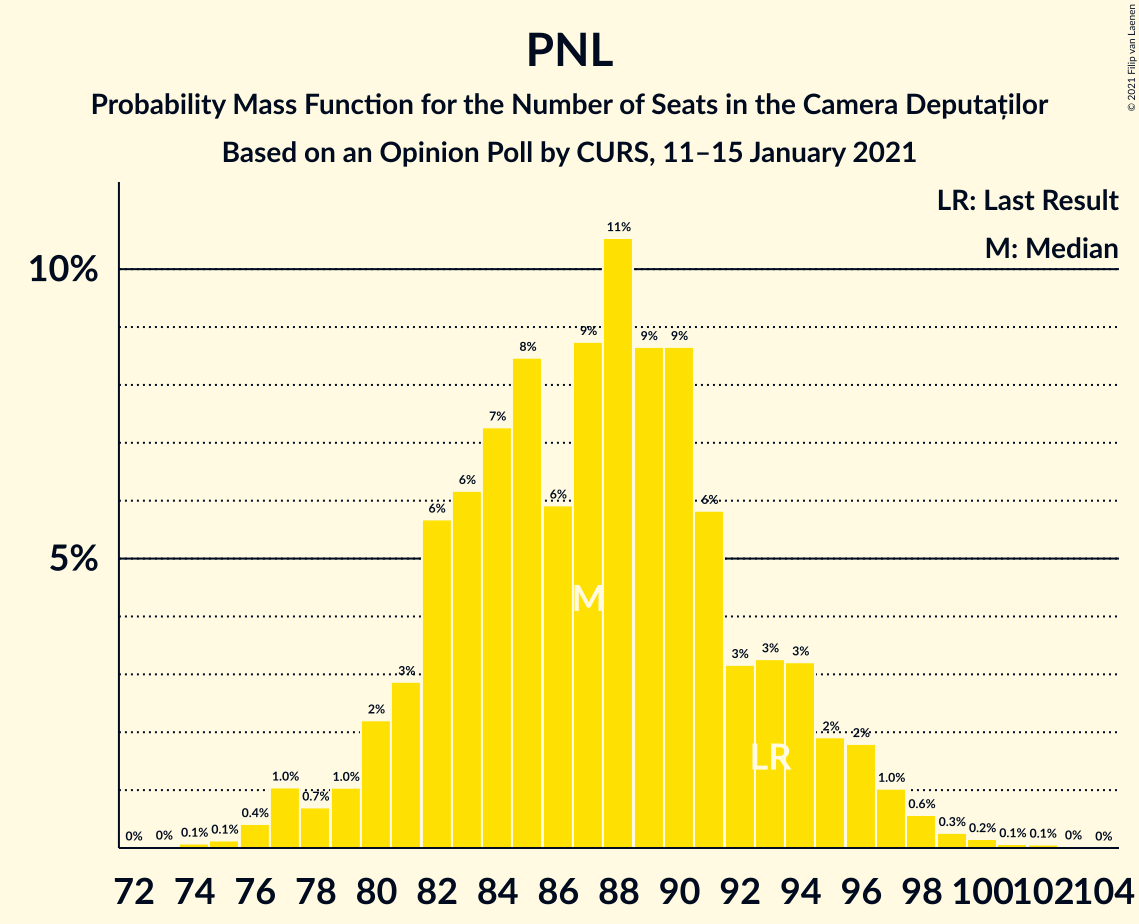 PNL
Probability Mass Function for the Number of Seats in the Camera Deputaților
Based on an Opinion Poll by CURS, 11–15 January 2021
© 2021 Filip van Laenen
LR: Last Result
M: Median
10%
5%
0% 0% 0.1% 0.1% 0.4% 1.0% 0.7% 1.0% 2% 3% 6% 6% 7% 8% 6% 9% 11% 9% 9% 6% 3% 3% 3% 2% 2% 1.0% 0.6% 0.3% 0.2% 0.1% 0.1% 0% 0%
M
LR
72 74 76 78 80 82 84 86 88 90 92 94 96 98 100 102 104